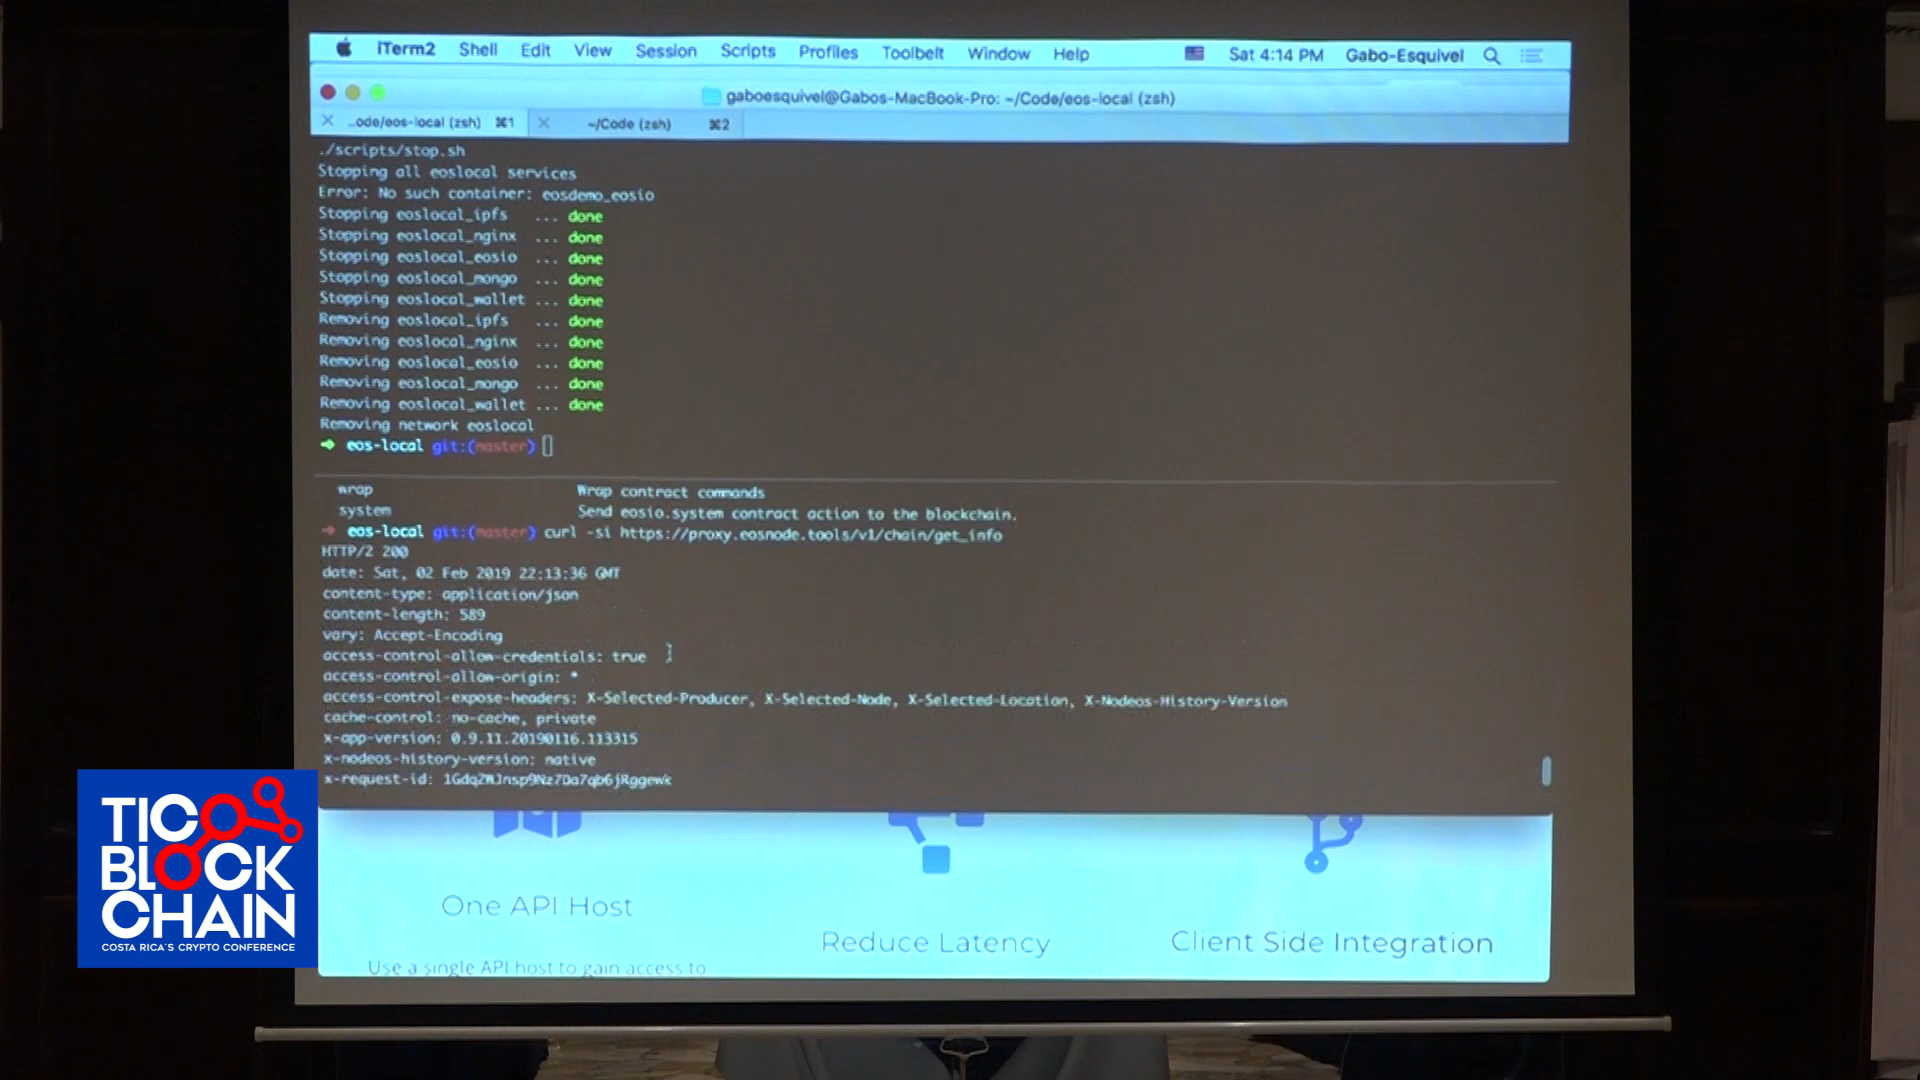 iTerm2 Shell Edit View Session Scripts Profiles Toolbelt Window Help Sat 4:14 PM Gabo-Esquivel
gaboesquivel@Gabos-MacBook-Pro: ~/Code/eos-local (zsh)
..ode/eos-local (zsh) ⌘1 ~/Code (zsh) ⌘2
./scripts/stop.sh
Stopping all eoslocal services
Error: No such container: eosdemo_eosio
Stopping eoslocal_ipfs ... done
Stopping eoslocal_nginx ... done
Stopping eoslocal_eosio ... done
Stopping eoslocal_mongo ... done
Stopping eoslocal_wallet ... done
Removing eoslocal_ipfs ... done
Removing eoslocal_nginx ... done
Removing eoslocal_eosio ... done
Removing eoslocal_mongo ... done
Removing eoslocal_wallet ... done
Removing network eoslocal
➜ eos-local git:(master)
wrap Wrap contract commands
system Send eosio.system contract action to the blockchain.
➜ eos-local git:(master) curl -si https://proxy.eosnode.tools/v1/chain/get_info
HTTP/2 200
date: Sat, 02 Feb 2019 22:13:36 GMT
content-type: application/json
content-length: 589
vary: Accept-Encoding
access-control-allow-credentials: true
access-control-allow-origin: *
access-control-expose-headers: X-Selected-Producer, X-Selected-Node, X-Selected-Location, X-Nodeos-History-Version
cache-control: no-cache, private
x-app-version: 0.9.11.20190116.113315
x-nodeos-history-version: native
x-request-id:
One API Host
Reduce Latency
Client Side Integration
Use a single API host to gain access to
TICO
BLOCK
CHAIN
COSTA RICA'S CRYPTO CONFERENCE